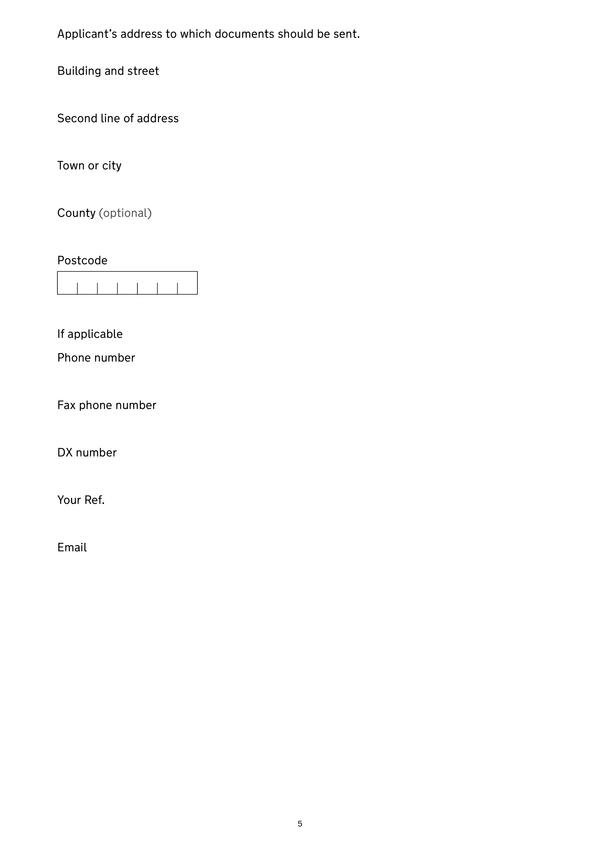 Applicant’s address to which documents should be sent.
Building and street
Second line of address
Town or city
County (optional)
Postcode
If applicable
Phone number
Fax phone number
DX number
Your Ref.
Email
5